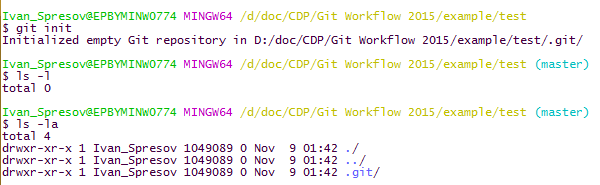 Ivan_Spresov@EPBYMINW0774 MINGW64 /d/doc/CDP/Git Workflow 2015/example/test
$ git init
Initialized empty Git repository in D:/doc/CDP/Git Workflow 2015/example/test/.git/
Ivan_Spresov@EPBYMINW0774 MINGW64 /d/doc/CDP/Git Workflow 2015/example/test (master)
$ ls -l
total 0
Ivan_Spresov@EPBYMINW0774 MINGW64 /d/doc/CDP/Git Workflow 2015/example/test (master)
$ ls -la
total 4
drwxr-xr-x 1 Ivan_Spresov 1049089 0 Nov  9 01:42 ./
drwxr-xr-x 1 Ivan_Spresov 1049089 0 Nov  9 01:42 ../
drwxr-xr-x 1 Ivan_Spresov 1049089 0 Nov  9 01:42 .git/